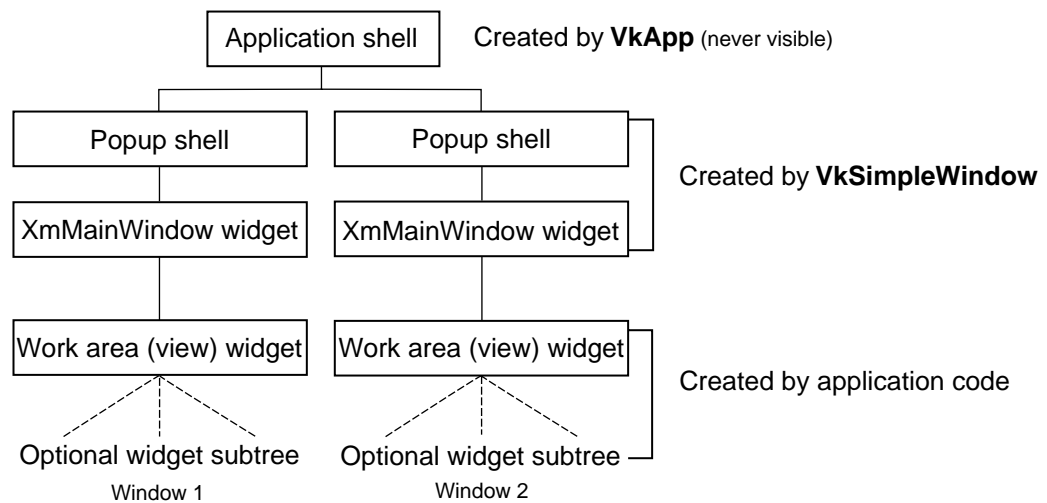 Application shell
Created by VkApp (never visible)
Popup shell
Popup shell
Created by VkSimpleWindow
XmMainWindow widget
XmMainWindow widget
Work area (view) widget
Work area (view) widget
Created by application code
Optional widget subtree
Optional widget subtree
Window 1
Window 2